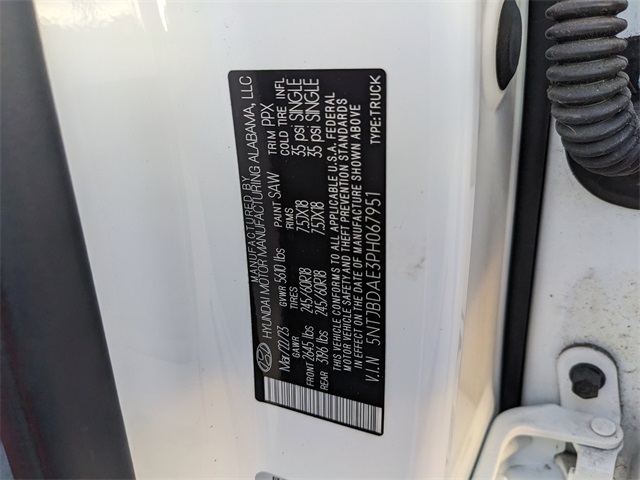 MANUFACTURED BY
HYUNDAI MOTOR MANUFACTURING ALABAMA, LLC
Mar/22/23 GVWR 5610 lbs PAINT SAW TRIM PPX
GAWR TIRES RIMS COLD TIRE INFL
FRONT 2645 lbs 245/60R18 7.5JX18 35 psi SINGLE
REAR 3196 lbs 245/60R18 7.5JX18 35 psi SINGLE
THIS VEHICLE CONFORMS TO ALL APPLICABLE U.S.A. FEDERAL
MOTOR VEHICLE SAFETY AND THEFT PREVENTION STANDARDS
IN EFFECT ON THE DATE OF MANUFACTURE SHOWN ABOVE
V.I.N 5NTJBDAE3PH067951 TYPE:TRUCK